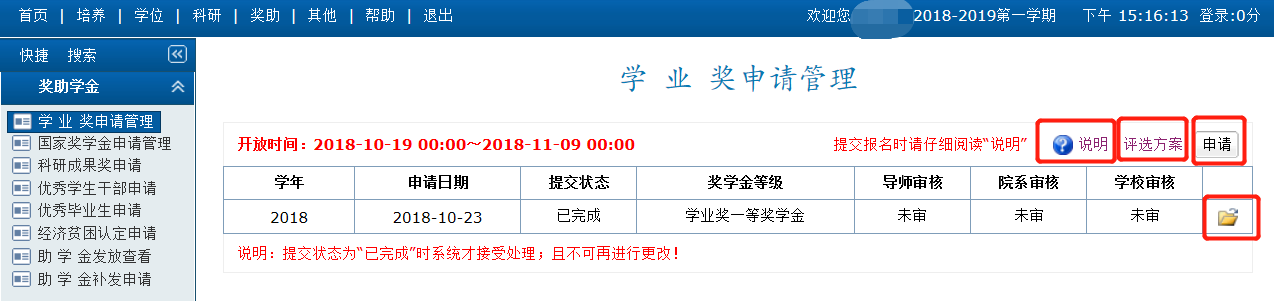 首页 | 培养 | 学位 | 科研 | 奖助 | 其他 | 帮助 | 退出
欢迎您 2018-2019第一学期 下午 15:16:13 登录:0分
快捷 搜索
奖助学金
学 业 奖申请管理
国家奖学金申请管理
科研成果奖申请
优秀学生干部申请
优秀毕业生申请
经济贫困认定申请
助 学 金发放查看
助 学 金补发申请
学 业 奖申请管理
开放时间：2018-10-19 00:00～2018-11-09 00:00 提交报名时请仔细阅读“说明” 说明 评选方案 申请
学年 申请日期 提交状态 奖学金等级 导师审核 院系审核 学校审核
2018 2018-10-23 已完成 学业奖一等奖学金 未审 未审 未审
说明：提交状态为“已完成”时系统才接受处理；且不可再进行更改！